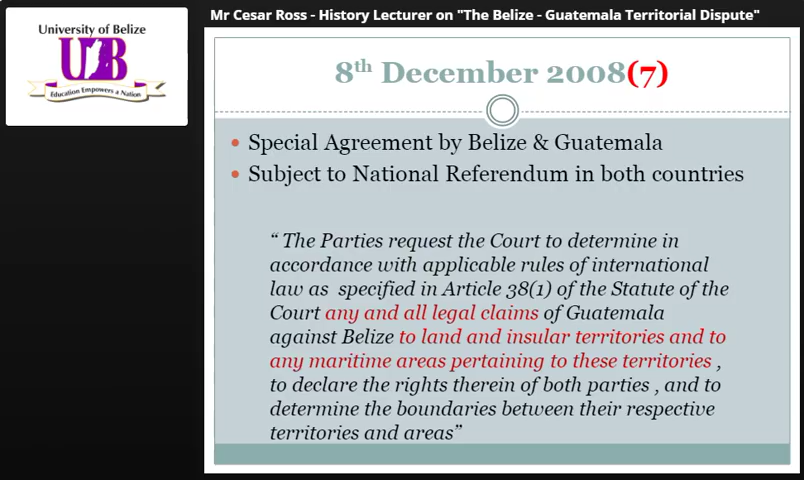 Mr Cesar Ross - History Lecturer on "The Belize - Guatemala Territorial Dispute"
University of Belize
UB
Education Empowers a Nation
8th December 2008(7)
• Special Agreement by Belize & Guatemala
• Subject to National Referendum in both countries
“ The Parties request the Court to determine in
accordance with applicable rules of international
law as specified in Article 38(1) of the Statute of the
Court any and all legal claims of Guatemala
against Belize to land and insular territories and to
any maritime areas pertaining to these territories ,
to declare the rights therein of both parties , and to
determine the boundaries between their respective
territories and areas”